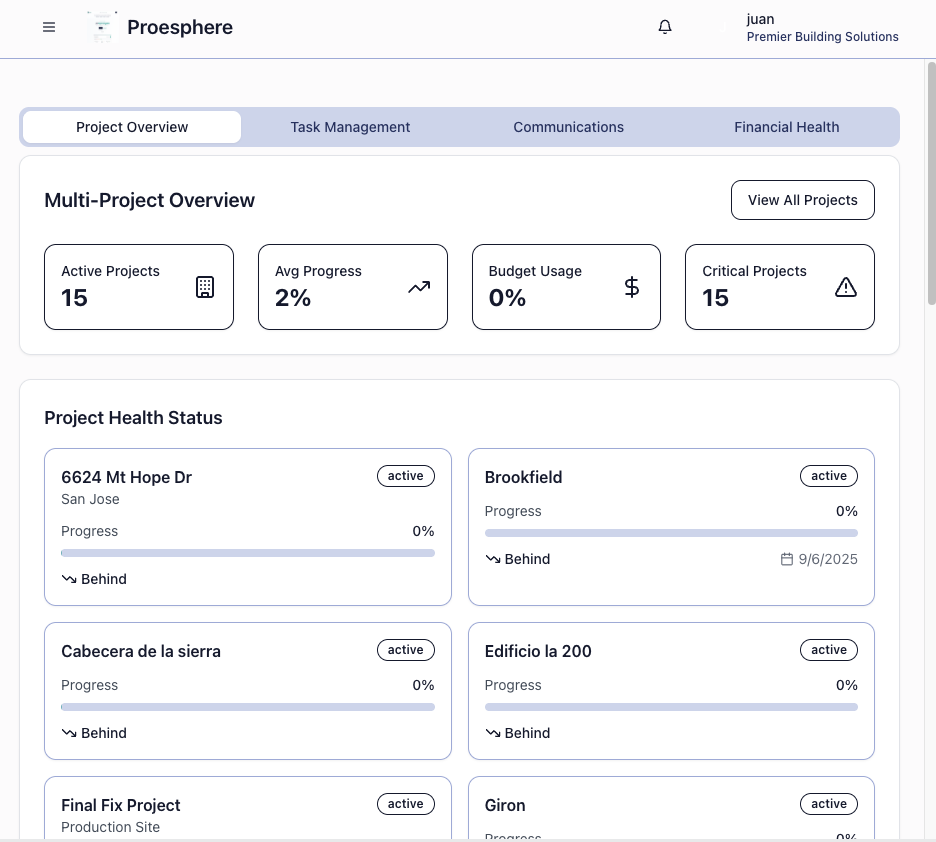 Proesphere
juan
Premier Building Solutions
Project Overview
Task Management
Communications
Financial Health
Multi-Project Overview
View All Projects
Active Projects
15
Avg Progress
2%
Budget Usage
0%
Critical Projects
15
Project Health Status
6624 Mt Hope Dr
active
San Jose
Progress
0%
Behind
Brookfield
active
Progress
0%
Behind
9/6/2025
Cabecera de la sierra
active
Progress
0%
Behind
Edificio la 200
active
Progress
0%
Behind
Final Fix Project
active
Production Site
Giron
active
Progress
0%